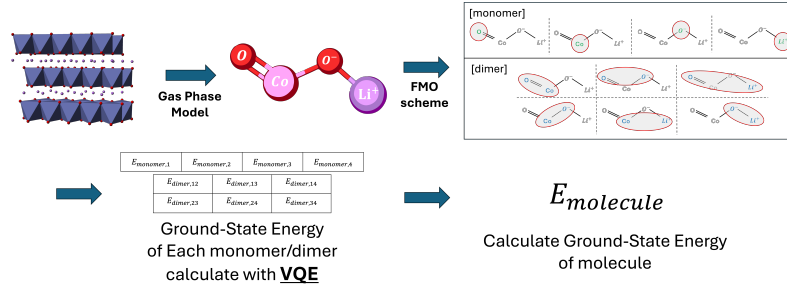 Gas Phase
Model
O
Co
O⁻
Li⁺
FMO
scheme
[monomer]
O Co O⁻ Li⁺
O Co O⁻ Li⁺
O Co O⁻ Li⁺
O Co O⁻ Li⁺
[dimer]
O Co O⁻ Li⁺
O Co O⁻ Li⁺
O Co O⁻ Li⁺
O Co O⁻ Li⁺
O Co O⁻ Li⁺
O Co O⁻ Li⁺
E_monomer,1 E_monomer,2 E_monomer,3 E_monomer,4
E_dimer,12 E_dimer,13 E_dimer,14
E_dimer,23 E_dimer,24 E_dimer,34
Ground-State Energy
of Each monomer/dimer
calculate with VQE
E_molecule
Calculate Ground-State Energy
of molecule